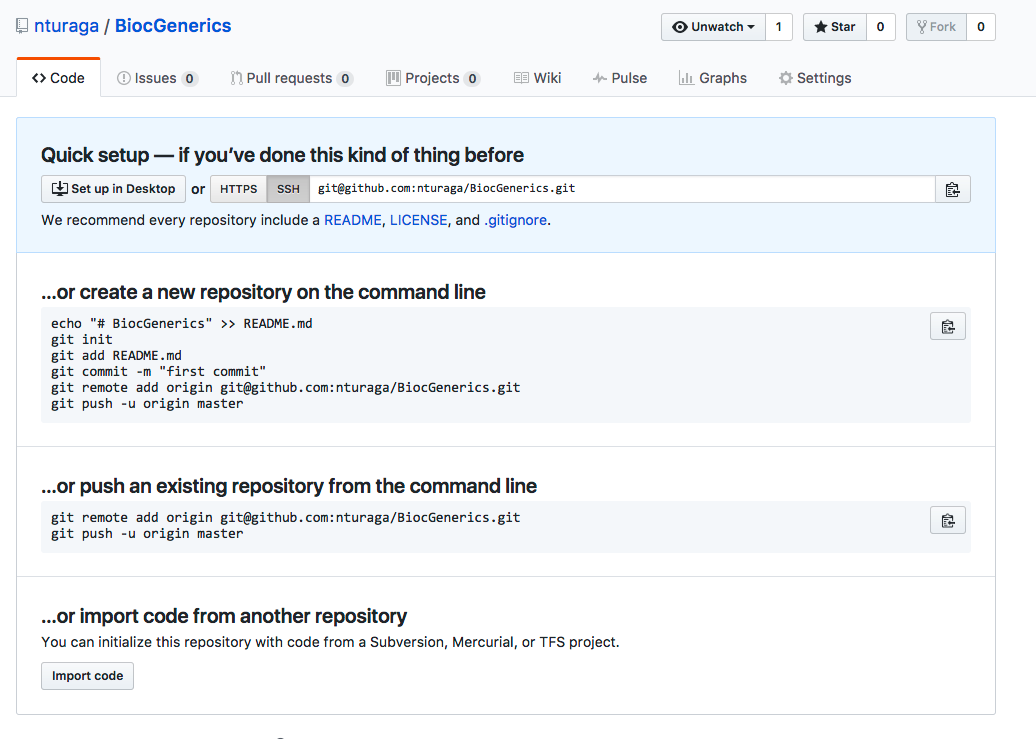 nturaga / BiocGenerics
Unwatch 1 Star 0 Fork 0
Code Issues 0 Pull requests 0 Projects 0 Wiki Pulse Graphs Settings
Quick setup — if you’ve done this kind of thing before
Set up in Desktop or HTTPS SSH git@github.com:nturaga/BiocGenerics.git
We recommend every repository include a README, LICENSE, and .gitignore.
…or create a new repository on the command line
echo "# BiocGenerics" >> README.md
git init
git add README.md
git commit -m "first commit"
git remote add origin git@github.com:nturaga/BiocGenerics.git
git push -u origin master
…or push an existing repository from the command line
git remote add origin git@github.com:nturaga/BiocGenerics.git
git push -u origin master
…or import code from another repository
You can initialize this repository with code from a Subversion, Mercurial, or TFS project.
Import code